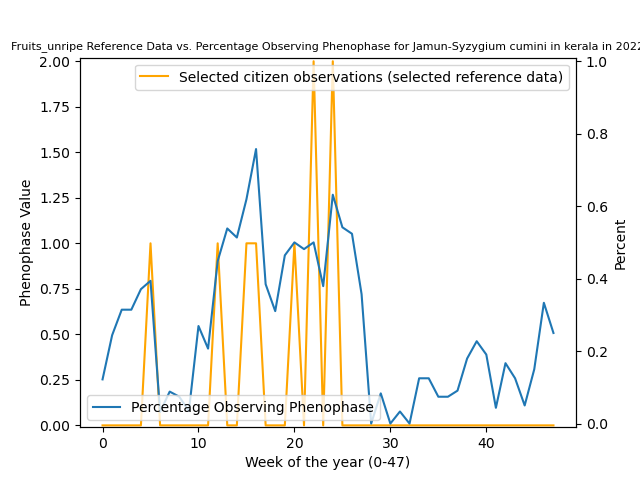 Fruits_unripe Reference Data vs. Percentage Observing Phenophase for Jamun-Syzygium cumini in kerala in 2022
2.00
1.75
1.50
1.25
1.00
0.75
0.50
0.25
0.00
Phenophase Value
Selected citizen observations (selected reference data)
Percentage Observing Phenophase
1.0
0.8
0.6
0.4
0.2
0.0
Percent
0 10 20 30 40
Week of the year (0-47)